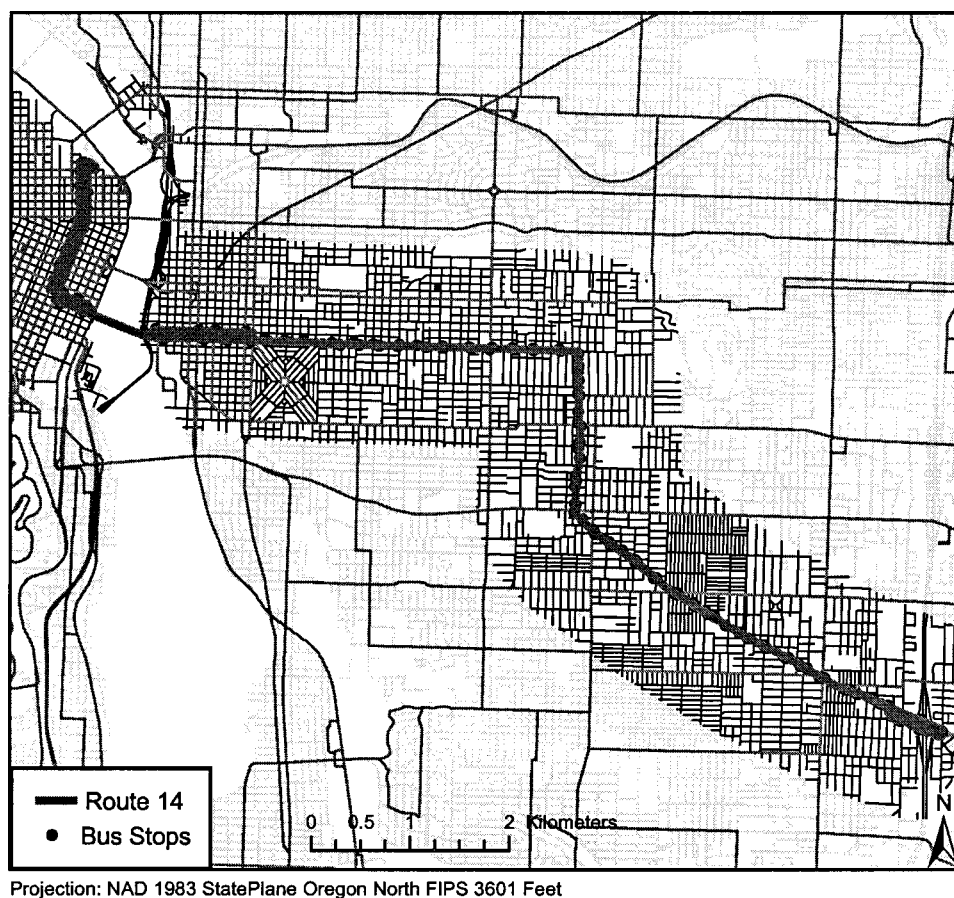 Route 14
Bus Stops
0 0.5 1 2 Kilometers
N
Projection: NAD 1983 StatePlane Oregon North FIPS 3601 Feet